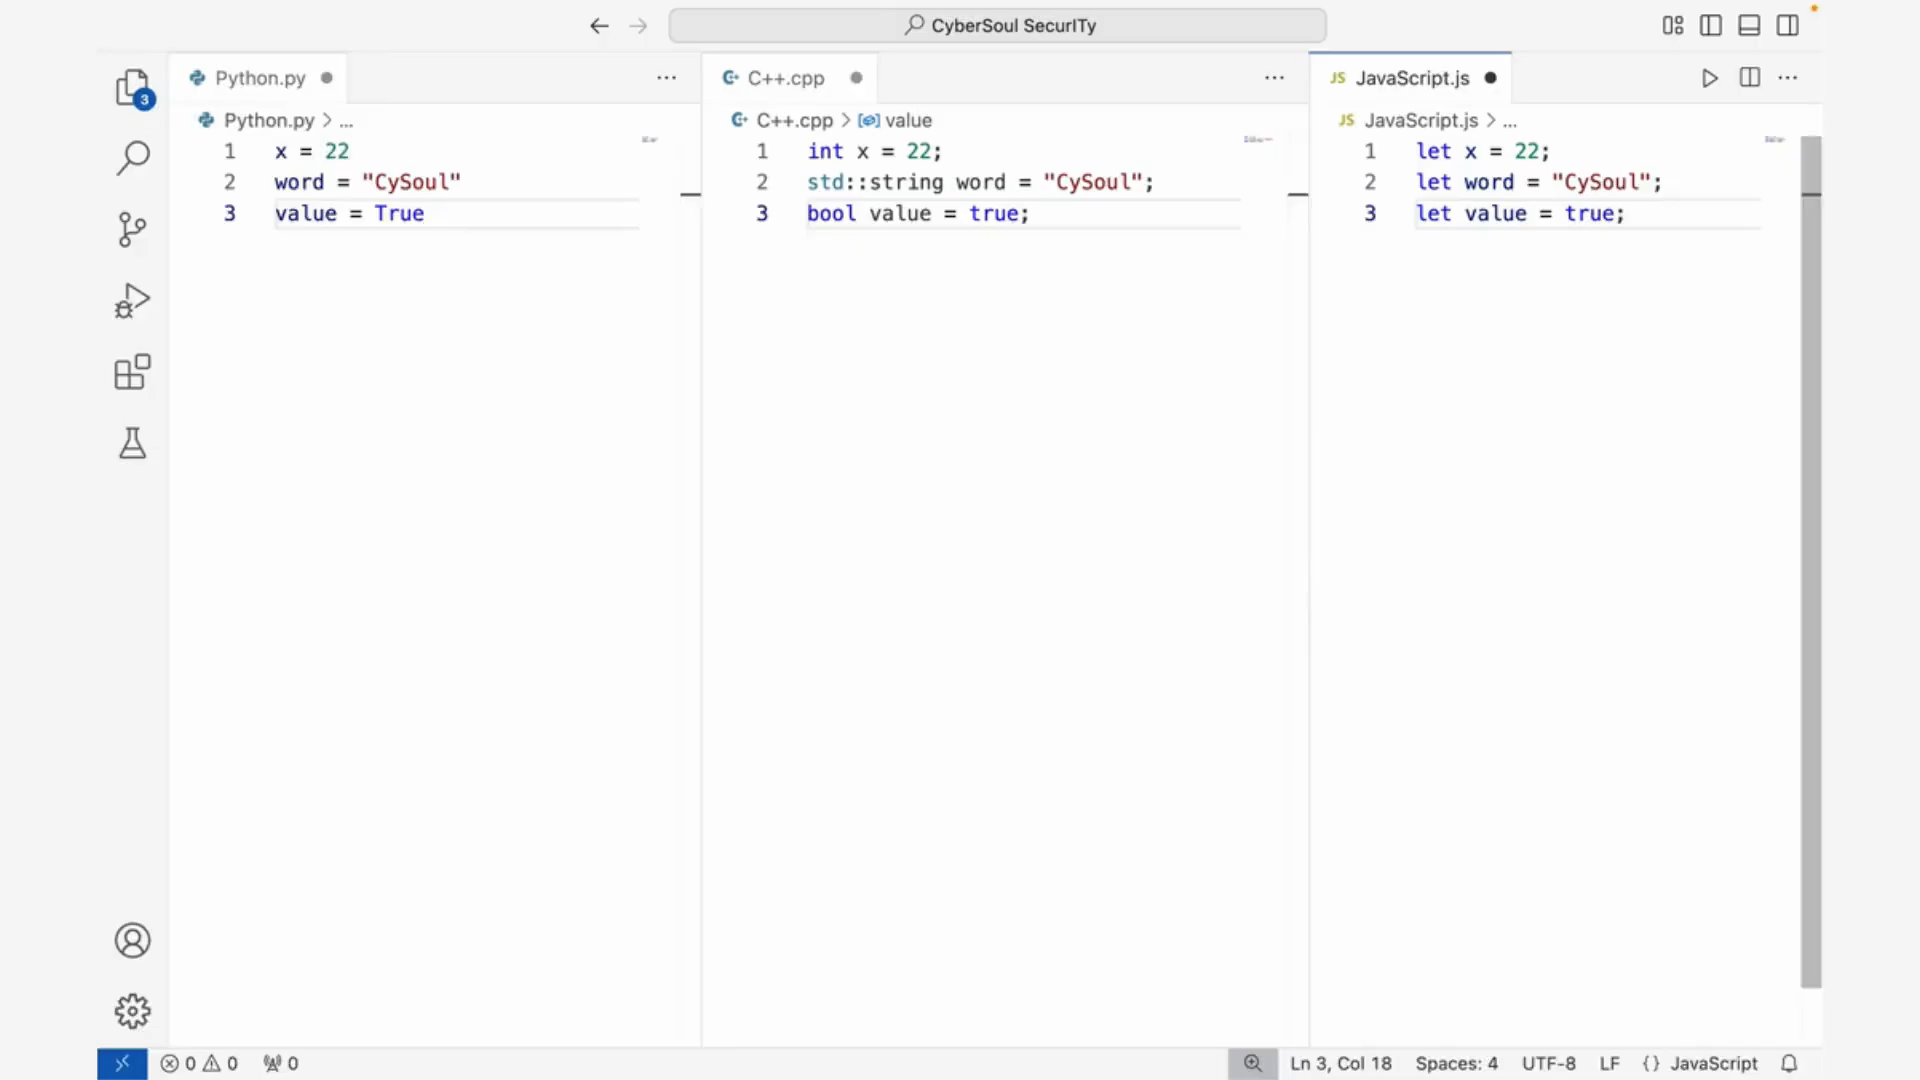 CyberSoul SecurITy
Python.py
C++.cpp
JS JavaScript.js
3
Python.py > ...
1 x = 22
2 word = "CySoul"
3 value = True
C++.cpp > value
1 int x = 22;
2 std::string word = "CySoul";
3 bool value = true;
JS JavaScript.js > ...
1 let x = 22;
2 let word = "CySoul";
3 let value = true;
0 0 0
Ln 3, Col 18 Spaces: 4 UTF-8 LF {} JavaScript